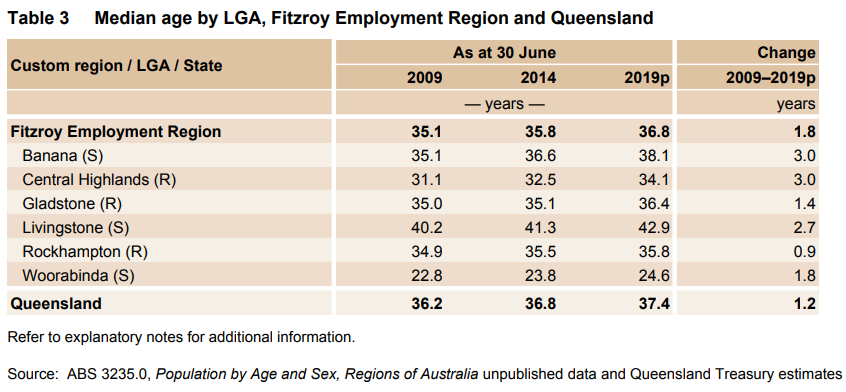 Table 3 Median age by LGA, Fitzroy Employment Region and Queensland
Custom region / LGA / State As at 30 June Change
2009 2014 2019p 2009–2019p
— years — years
Fitzroy Employment Region 35.1 35.8 36.8 1.8
Banana (S) 35.1 36.6 38.1 3.0
Central Highlands (R) 31.1 32.5 34.1 3.0
Gladstone (R) 35.0 35.1 36.4 1.4
Livingstone (S) 40.2 41.3 42.9 2.7
Rockhampton (R) 34.9 35.5 35.8 0.9
Woorabinda (S) 22.8 23.8 24.6 1.8
Queensland 36.2 36.8 37.4 1.2
Refer to explanatory notes for additional information.
Source: ABS 3235.0, Population by Age and Sex, Regions of Australia unpublished data and Queensland Treasury estimates